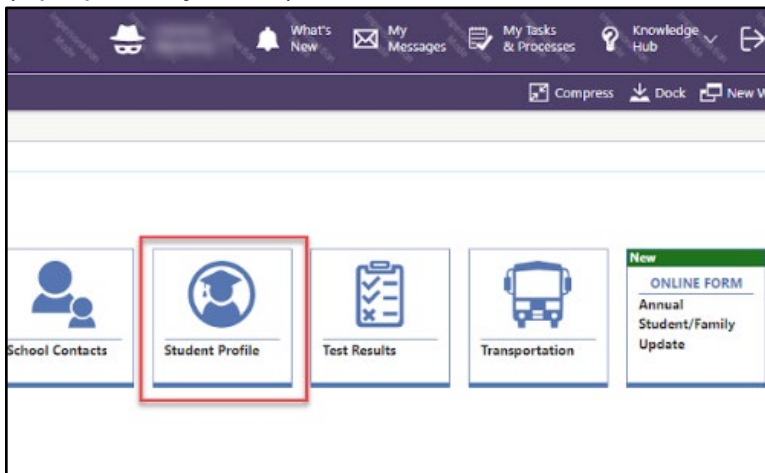 What's New
My Messages
My Tasks & Processes
Knowledge Hub
Compress
Dock
New W
School Contacts
Student Profile
Test Results
Transportation
New
ONLINE FORM
Annual
Student/Family
Update